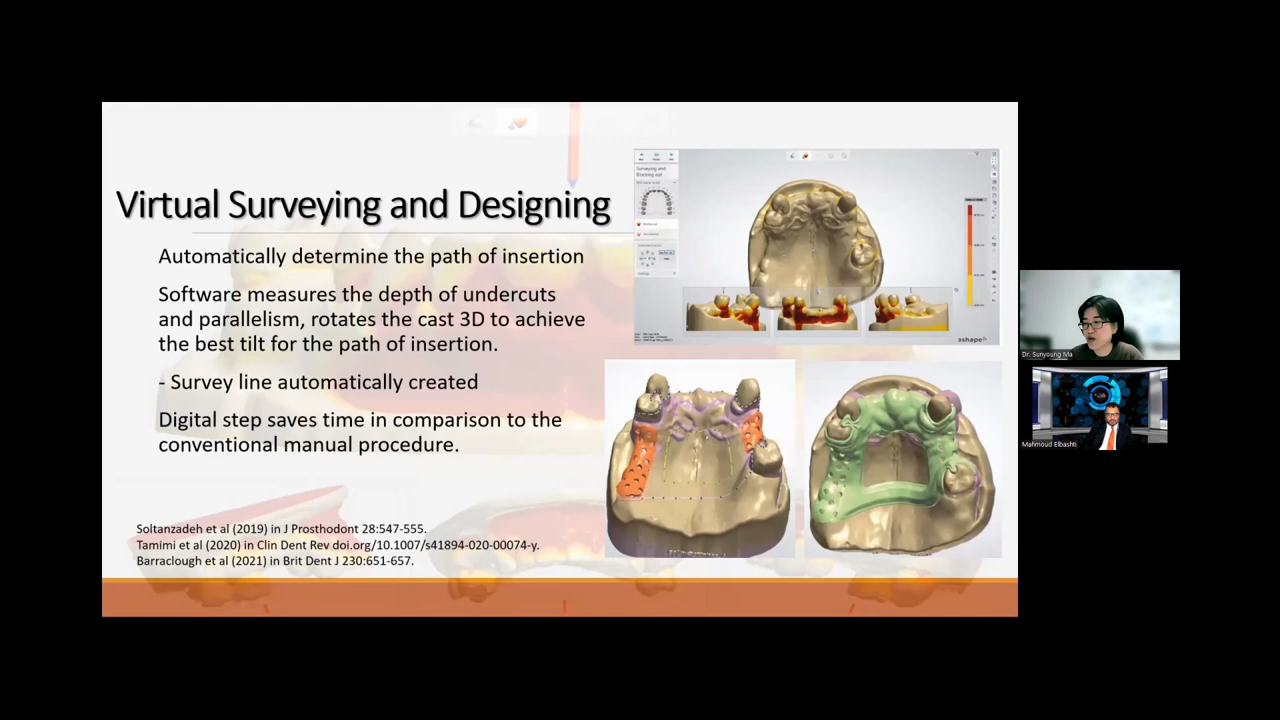 Virtual Surveying and Designing
Automatically determine the path of insertion
Software measures the depth of undercuts
and parallelism, rotates the cast 3D to achieve
the best tilt for the path of insertion.
- Survey line automatically created
Digital step saves time in comparison to the
conventional manual procedure.
Soltanzadeh et al (2019) in J Prosthodont 28:547-555.
Tamimi et al (2020) in Clin Dent Rev doi.org/10.1007/s41894-020-00074-y.
Barraclough et al (2021) in Brit Dent J 230:651-657.
Surveying and
Blocking out
3shape
Dr. Sunyoung Ma
Mahmoud Elbashti